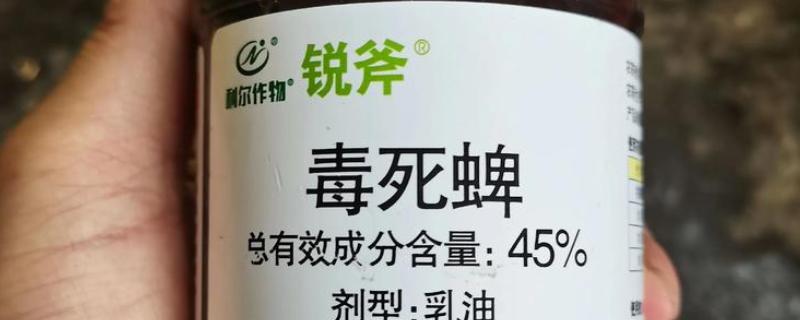 利尔作物® 锐斧®
毒死蜱
总有效成分含量：45%
剂型：乳油